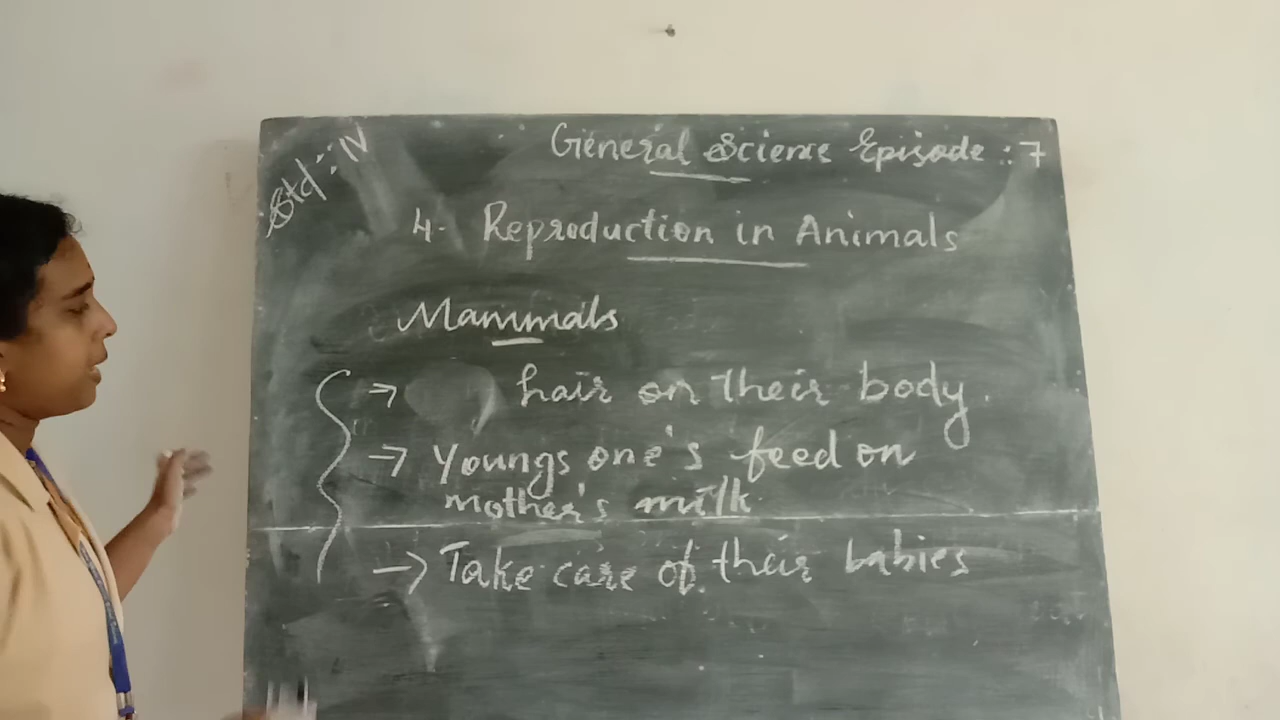 Std : IV
General Science Episode : 7
4. Reproduction in Animals
Mammals
→ hair on their body.
→ Youngs one's feed on
mother's milk.
→ Take care of their babies